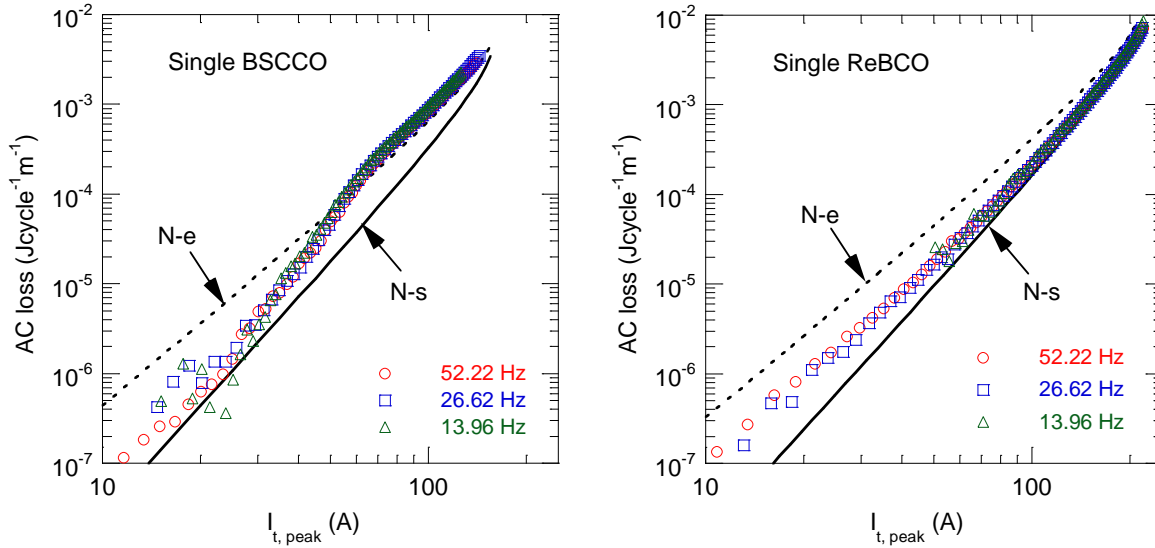 Single BSCCO
AC loss (Jcycle⁻¹m⁻¹)
10⁻²
10⁻³
10⁻⁴
10⁻⁵
10⁻⁶
10⁻⁷
N-e
N-s
52.22 Hz
26.62 Hz
13.96 Hz
10
100
I_t, peak (A)
Single ReBCO
AC loss (Jcycle⁻¹m⁻¹)
10⁻²
10⁻³
10⁻⁴
10⁻⁵
10⁻⁶
10⁻⁷
N-e
N-s
52.22 Hz
26.62 Hz
13.96 Hz
10
100
I_t, peak (A)